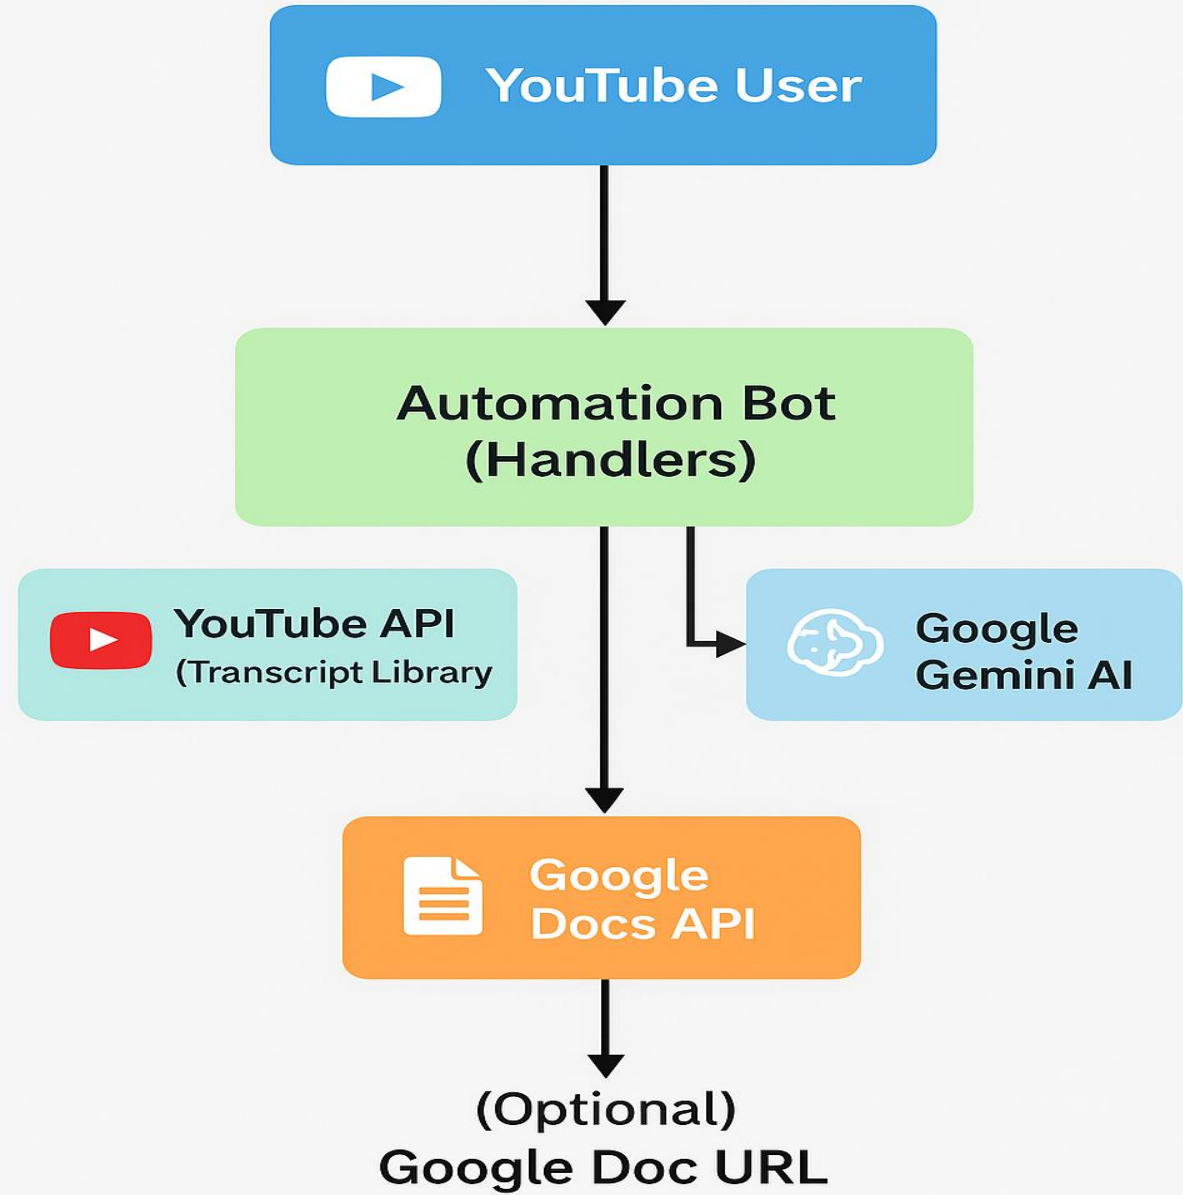 YouTube User
Automation Bot
(Handlers)
YouTube API
(Transcript Library
Google
Gemini AI
Google
Docs API
(Optional)
Google Doc URL